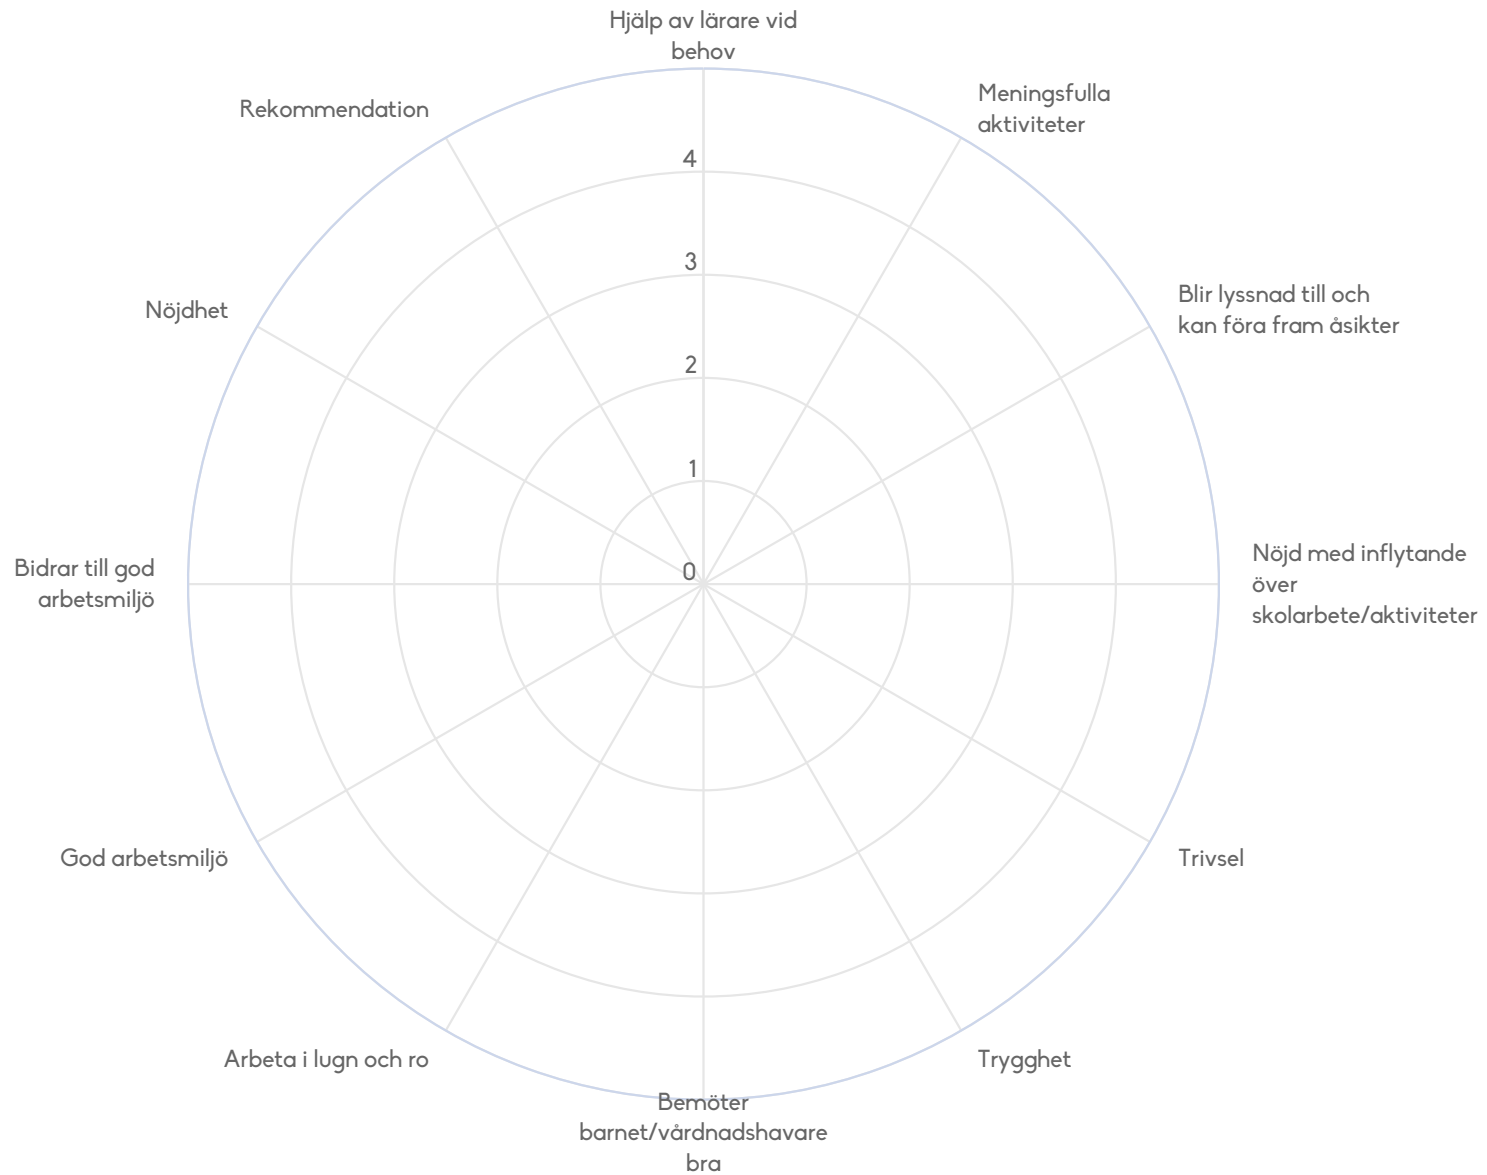 Hjälp av lärare vid
behov
Meningsfulla
aktiviteter
Rekommendation
4
3
Blir lyssnad till och
kan föra fram åsikter
Nöjdhet
2
1
0
Nöjd med inflytande
över
skolarbete/aktiviteter
Bidrar till god
arbetsmiljö
God arbetsmiljö
Trivsel
Arbeta i lugn och ro
Trygghet
Bemöter
barnet/vårdnadshavare
bra